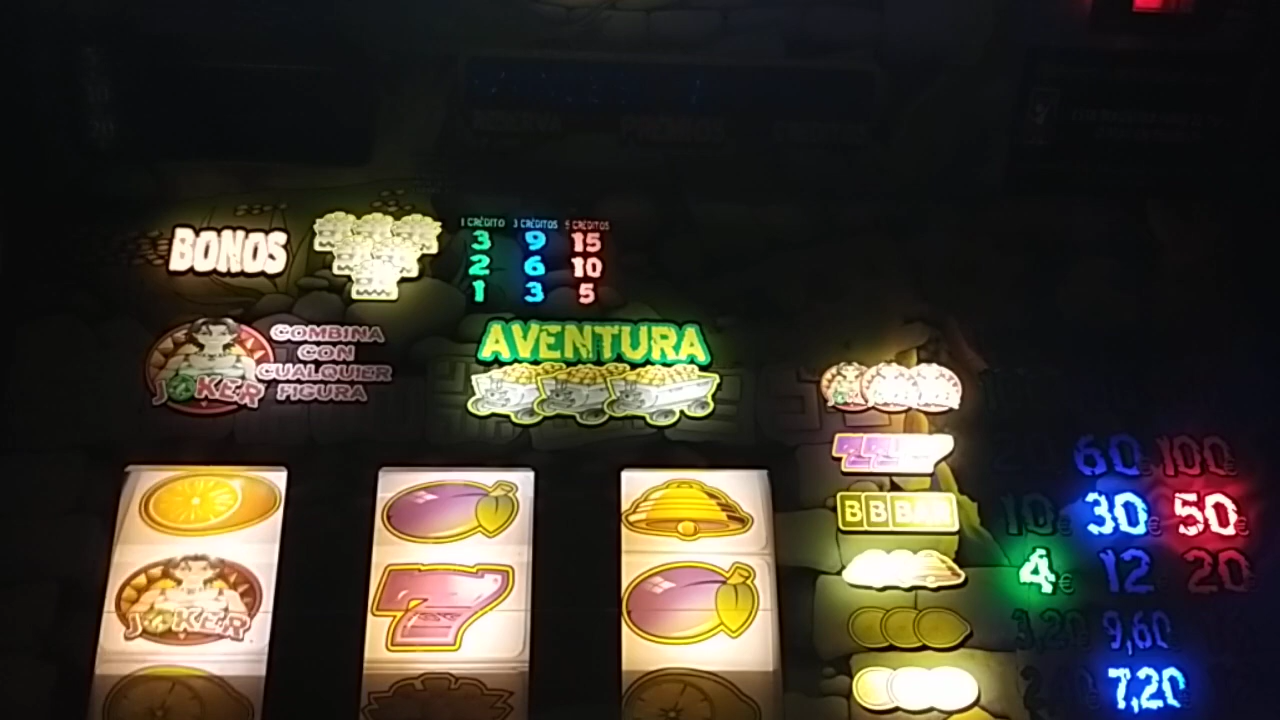 BONOS
1 CRÉDITO 3 CRÉDITOS 5 CRÉDITOS
3 9 15
2 6 10
1 3 5
JOKER
COMBINA
CON
CUALQUIER
FIGURA
AVENTURA
60 100€
10€ 30€ 50€
BBBAR
4€ 12 20
3,20 9,60
7,20
7
JOKER